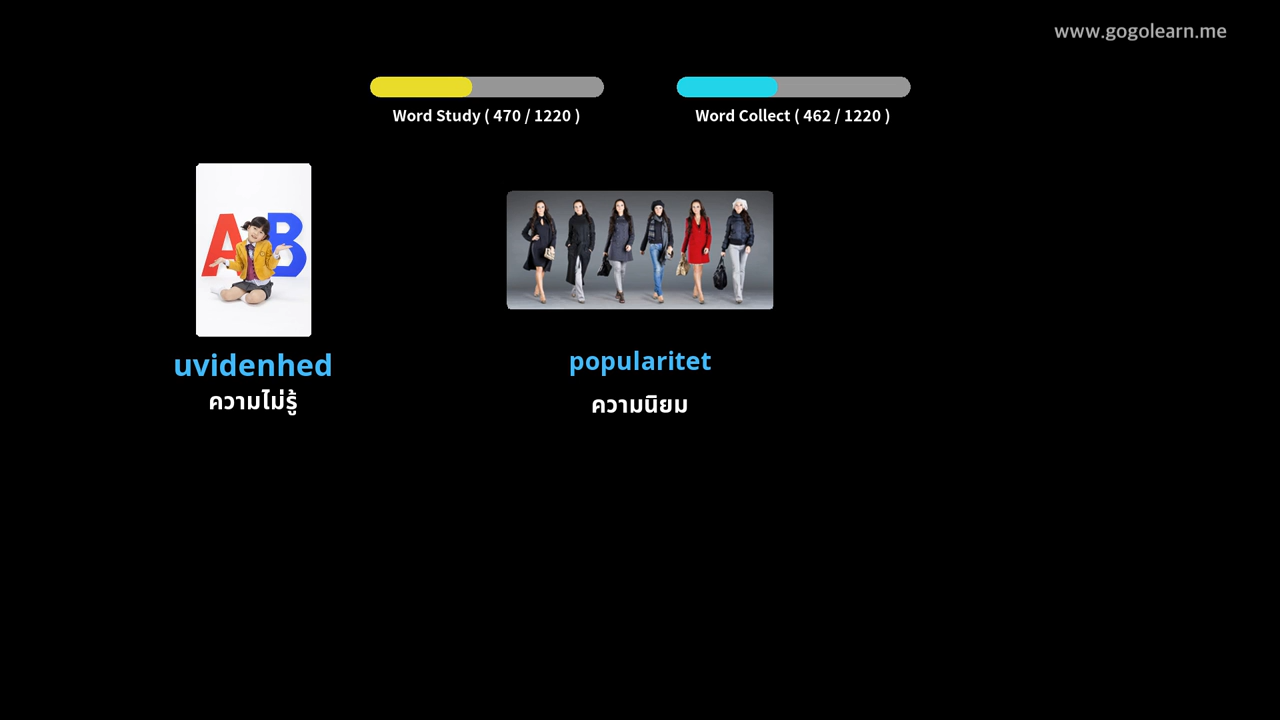 www.gogolearn.me
Word Study ( 470 / 1220 )
Word Collect ( 462 / 1220 )
AB
uvidenhed
ความไม่รู้
popularitet
ความนิยม